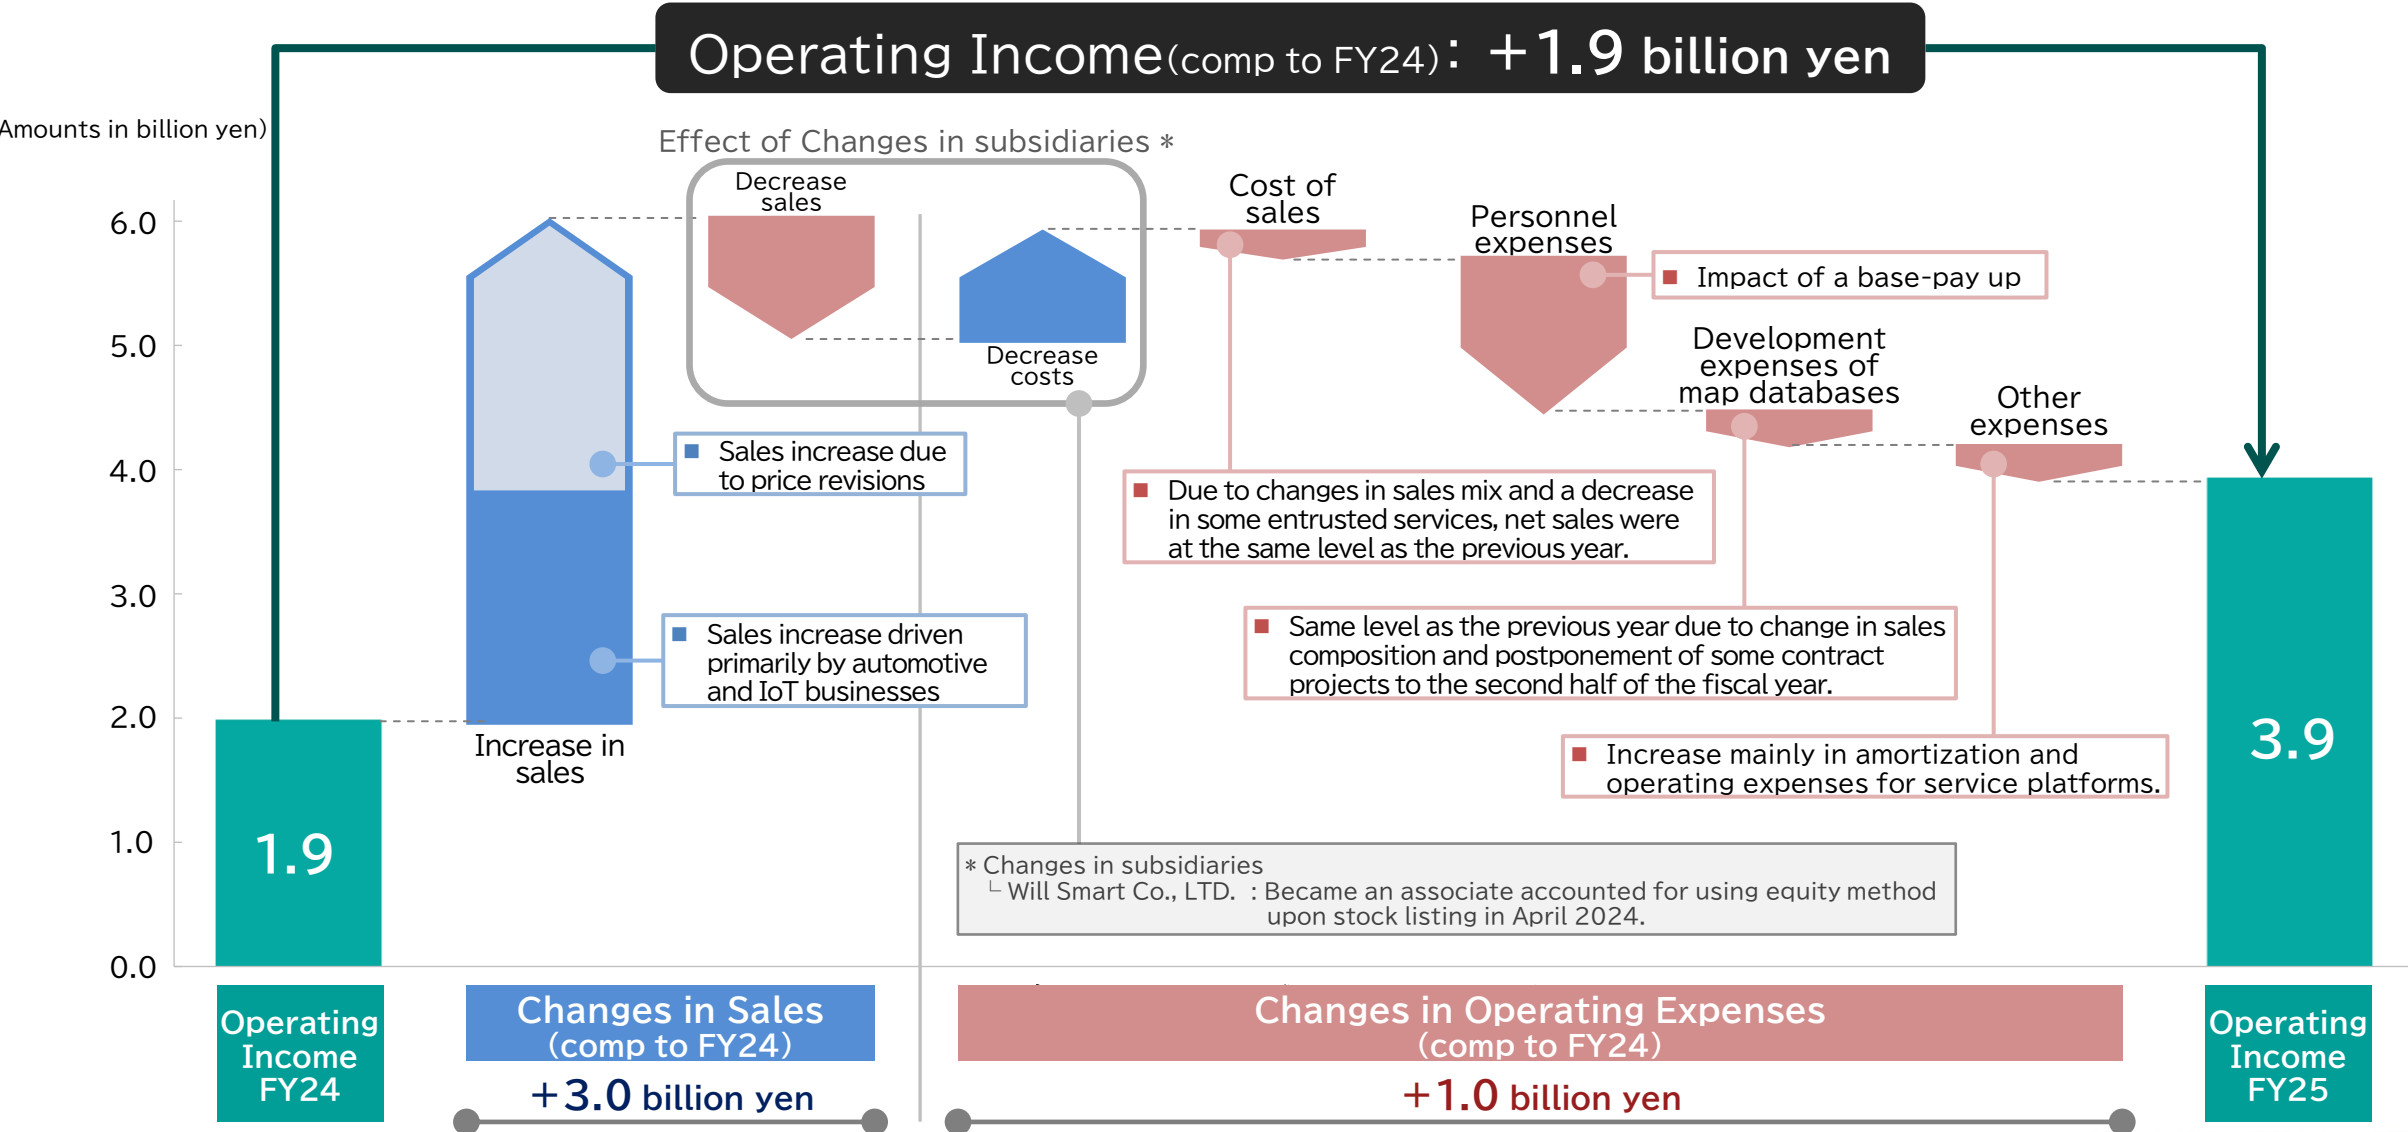 Operating Income(comp to FY24): +1.9 billion yen
Amounts in billion yen)
Effect of Changes in subsidiaries *
Decrease
sales
Decrease
costs
Cost of
sales
Personnel
expenses
■ Impact of a base-pay up
Development
expenses of
map databases
Other
expenses
6.0
5.0
4.0
3.0
2.0
1.0
0.0
■ Sales increase due
to price revisions
■ Sales increase driven
primarily by automotive
and IoT businesses
Increase in
sales
■ Due to changes in sales mix and a decrease
in some entrusted services, net sales were
at the same level as the previous year.
■ Same level as the previous year due to change in sales
composition and postponement of some contract
projects to the second half of the fiscal year.
■ Increase mainly in amortization and
operating expenses for service platforms.
1.9
3.9
* Changes in subsidiaries
└ Will Smart Co., LTD. : Became an associate accounted for using equity method
upon stock listing in April 2024.
Operating
Income
FY24
Changes in Sales
(comp to FY24)
+3.0 billion yen
Changes in Operating Expenses
(comp to FY24)
+1.0 billion yen
Operating
Income
FY25